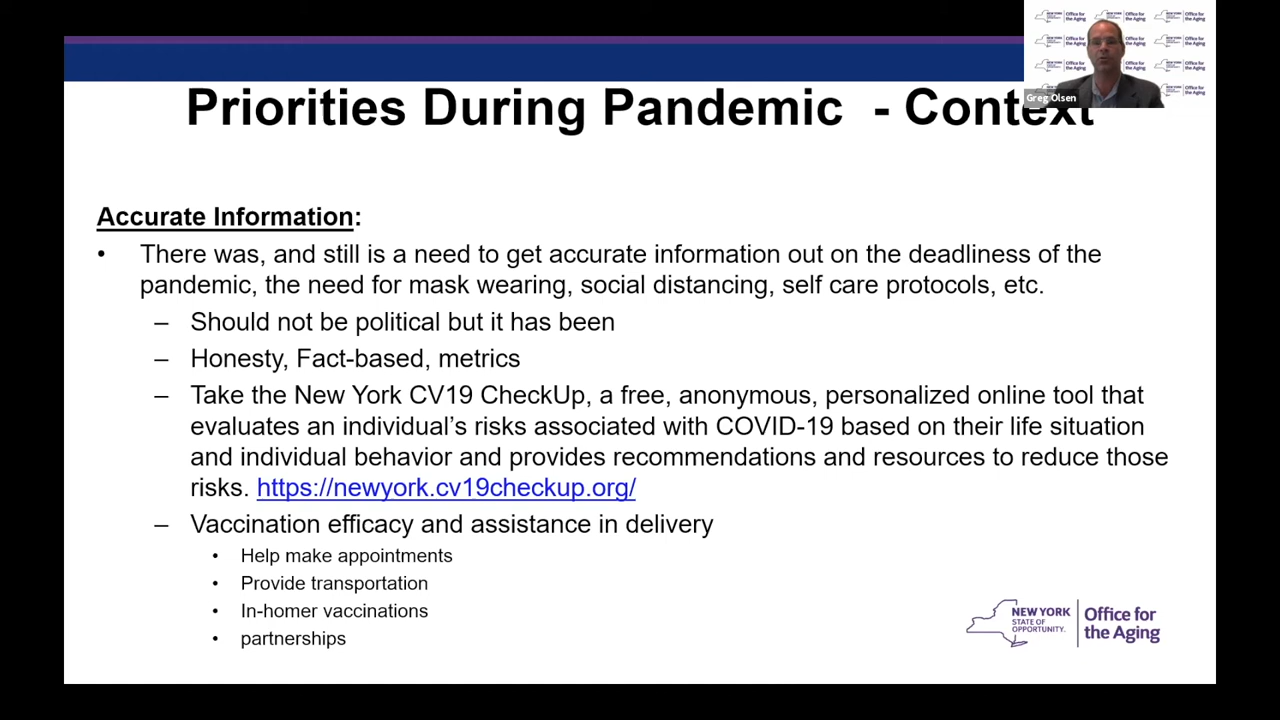 Priorities During Pandemic - Context
Greg Olsen
Accurate Information:
• There was, and still is a need to get accurate information out on the deadliness of the
pandemic, the need for mask wearing, social distancing, self care protocols, etc.
– Should not be political but it has been
– Honesty, Fact-based, metrics
– Take the New York CV19 CheckUp, a free, anonymous, personalized online tool that
evaluates an individual’s risks associated with COVID-19 based on their life situation
and individual behavior and provides recommendations and resources to reduce those
risks. https://newyork.cv19checkup.org/
– Vaccination efficacy and assistance in delivery
• Help make appointments
• Provide transportation
• In-homer vaccinations
• partnerships
NEW YORK
STATE OF
OPPORTUNITY.
Office for
the Aging